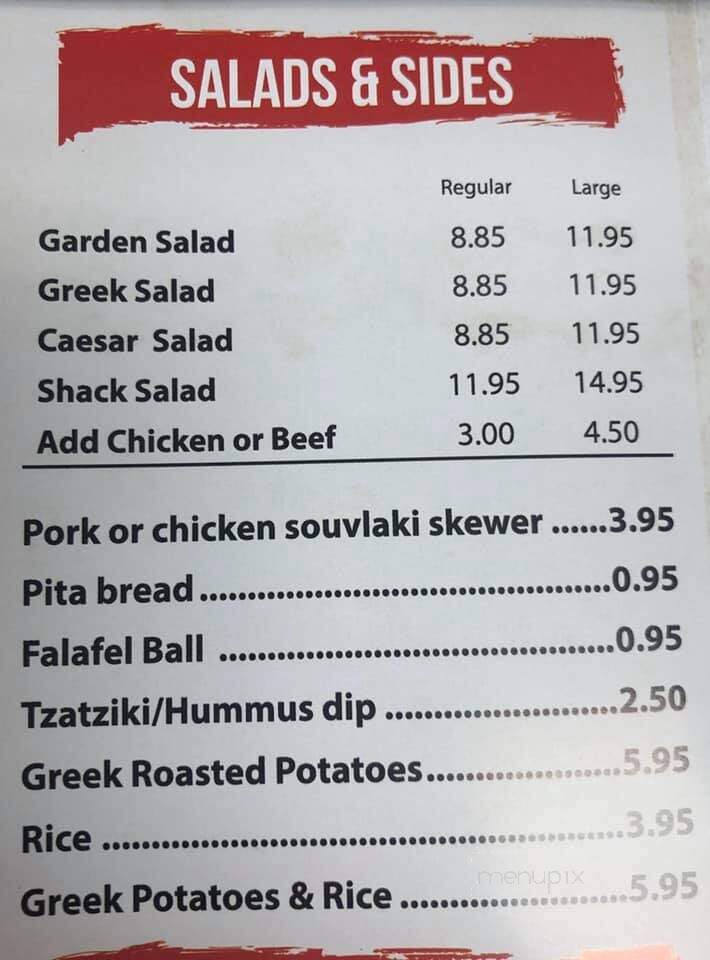 SALADS & SIDES
Regular Large
Garden Salad 8.85 11.95
Greek Salad 8.85 11.95
Caesar Salad 8.85 11.95
Shack Salad 11.95 14.95
Add Chicken or Beef 3.00 4.50
Pork or chicken souvlaki skewer ......3.95
Pita bread..........................................0.95
Falafel Ball ........................................0.95
Tzatziki/Hummus dip ........................2.50
Greek Roasted Potatoes....................5.95
Rice .....................................................3.95
menupix
Greek Potatoes & Rice .......................5.95